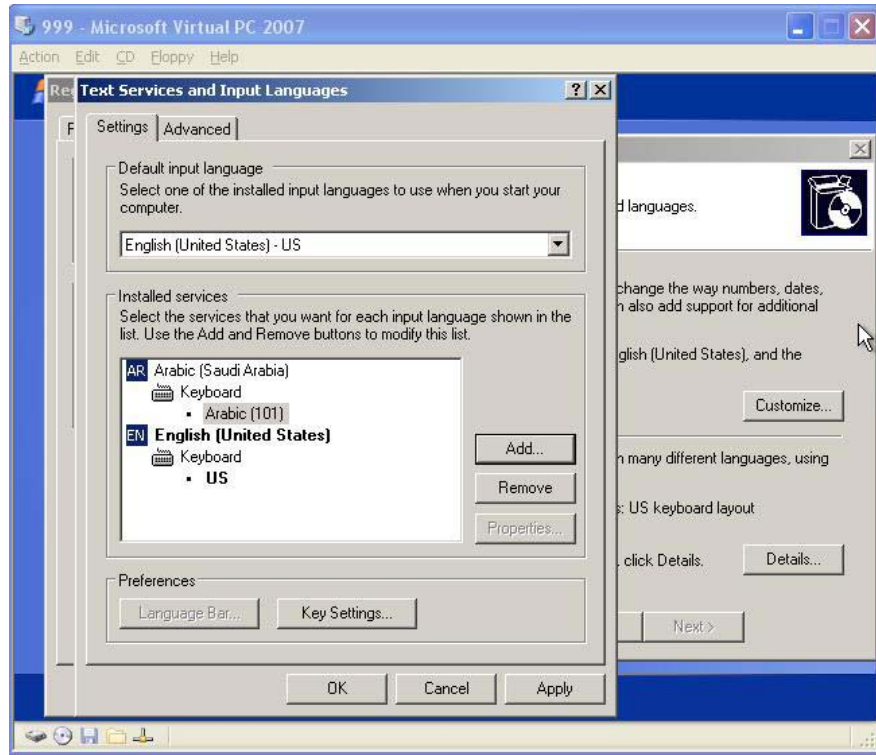 999 - Microsoft Virtual PC 2007
Action Edit CD Floppy Help
Text Services and Input Languages
Settings
Advanced
Default input language
Select one of the installed input languages to use when you start your
computer.
English (United States) - US
Installed services
Select the services that you want for each input language shown in the
list. Use the Add and Remove buttons to modify this list.
AR Arabic (Saudi Arabia)
Keyboard
Arabic (101)
EN English (United States)
Keyboard
US
Add...
Remove
Properties...
Preferences
Language Bar...
Key Settings...
OK
Cancel
Apply
languages.
change the way numbers, dates,
also add support for additional
(United States), and the
Customize...
many different languages, using
US keyboard layout
click Details.
Details...
Next >